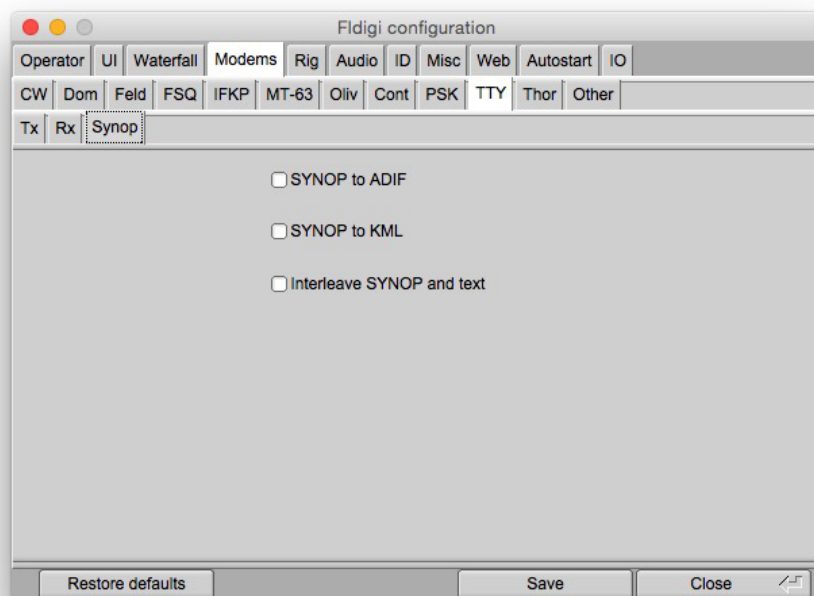 Fldigi configuration
Operator UI Waterfall Modems Rig Audio ID Misc Web Autostart IO
CW Dom Feld FSQ IFKP MT-63 Oliv Cont PSK TTY Thor Other
Tx Rx Synop
SYNOP to ADIF
SYNOP to KML
Interleave SYNOP and text
Restore defaults Save Close